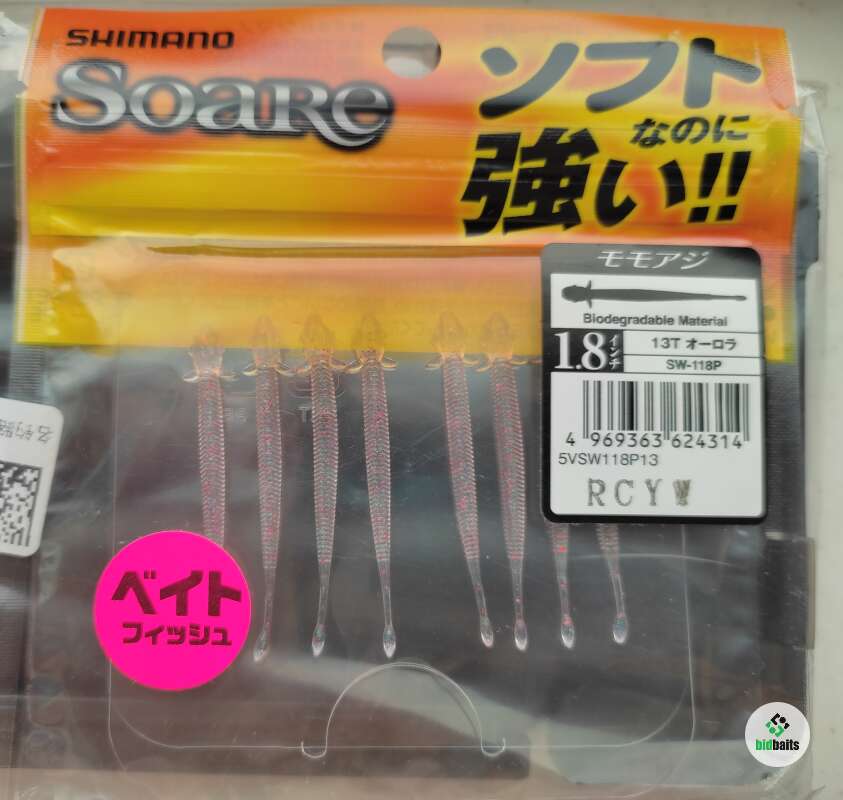 SHIMANO
SOARE
ソフト
なのに
強い!!
モモアジ
Biodegradable Material
1.8インチ
13T オーロラ
SW-118P
4 969363 624314
5VSW118P13
RCYW
ベイト
フィッシュ
bidbaits